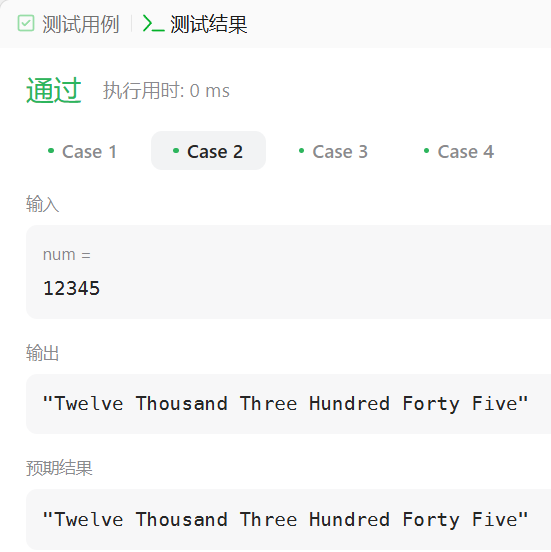 测试用例 测试结果
通过 执行用时: 0 ms
Case 1 Case 2 Case 3 Case 4
输入
num =
12345
输出
"Twelve Thousand Three Hundred Forty Five"
预期结果
"Twelve Thousand Three Hundred Forty Five"